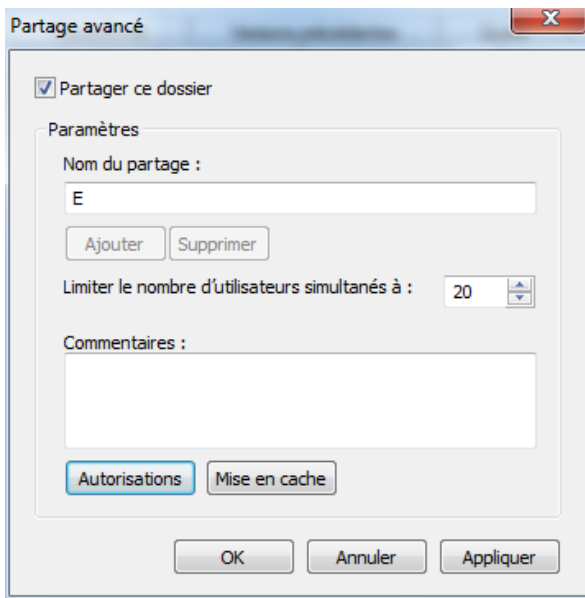 Partage avancé
Partager ce dossier
Paramètres
Nom du partage :
E
Ajouter Supprimer
Limiter le nombre d'utilisateurs simultanés à : 20
Commentaires :
Autorisations Mise en cache
OK Annuler Appliquer